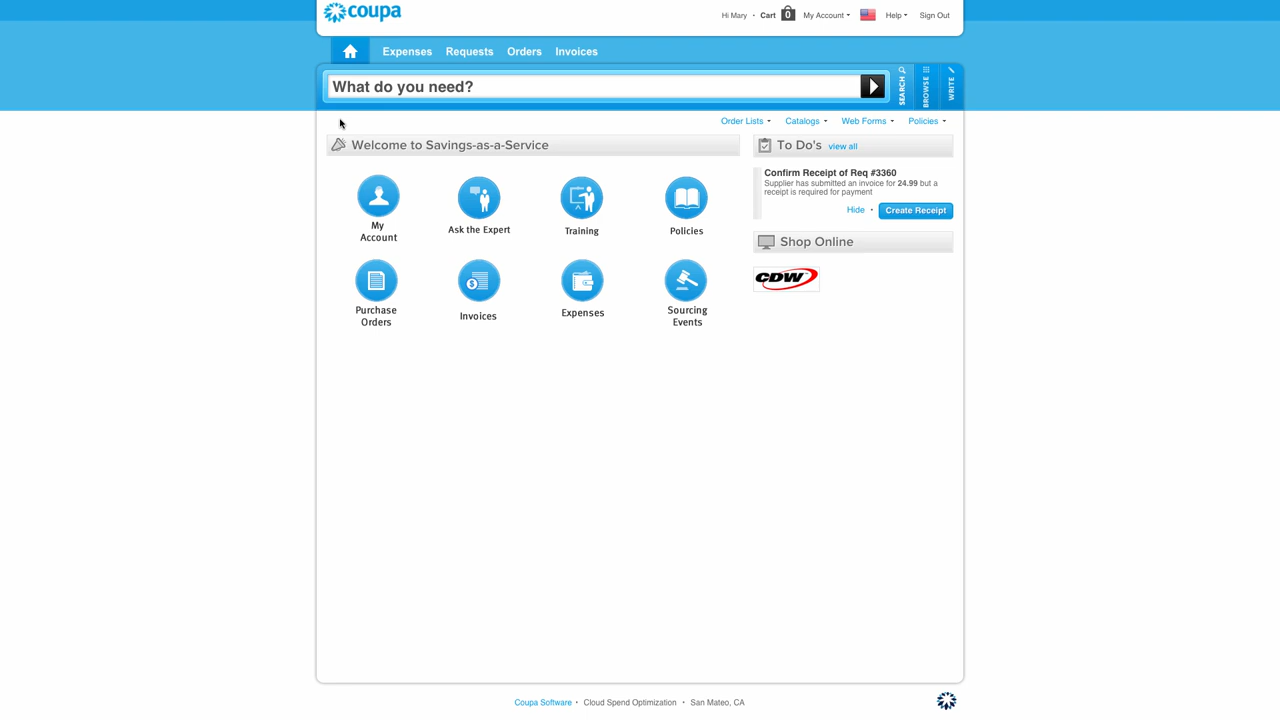 coupa
Hi Mary • Cart 0 My Account Help Sign Out
Expenses Requests Orders Invoices
What do you need?
SEARCH
BROWSE
WRITE
Order Lists Catalogs Web Forms Policies
Welcome to Savings-as-a-Service
My
Account
Ask the Expert
Training
Policies
Purchase
Orders
Invoices
Expenses
Sourcing
Events
To Do's view all
Confirm Receipt of Req #3360
Supplier has submitted an invoice for 24.99 but a
receipt is required for payment
Hide • Create Receipt
Shop Online
CDW
Coupa Software • Cloud Spend Optimization • San Mateo, CA